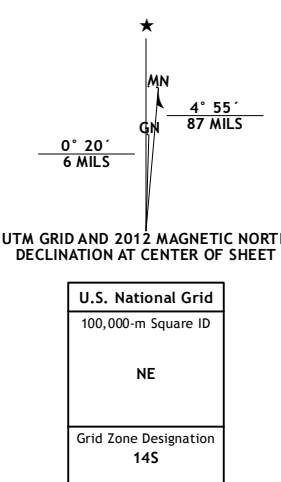 ★
MN
4° 55´
87 MILS
GN
0° 20´
6 MILS
UTM GRID AND 2012 MAGNETIC NORT
DECLINATION AT CENTER OF SHEET
U.S. National Grid
100,000-m Square ID
NE
Grid Zone Designation
14S